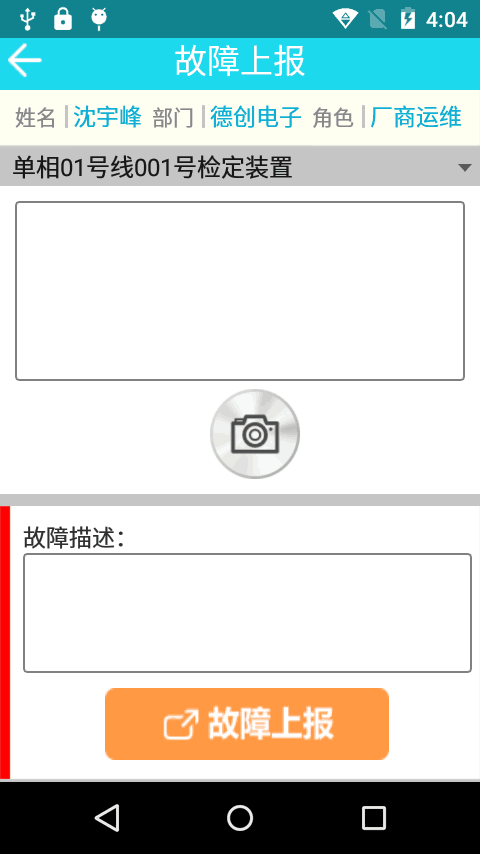 4:04
故障上报
姓名 沈宇峰 部门 德创电子 角色 厂商运维
单相01号线001号检定装置
故障描述：
故障上报